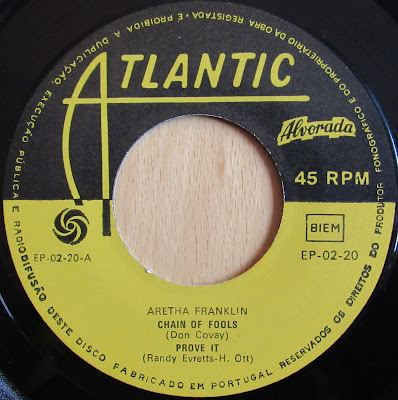 ATLANTIC
Alvorada
45 RPM
BIEM
EP-02-20-A
EP-02-20
ARETHA FRANKLIN
CHAIN OF FOOLS
(Don Covay)
PROVE IT
(Randy Evretts-H. Ott)
RESERVADOS OS DIREITOS DO PRODUTOR FONOGRÁFICO E DO PROPRIETÁRIO DA OBRA REGISTADA • É PROIBIDA A DUPLICAÇÃO, EXECUÇÃO PÚBLICA E RADIODIFUSÃO DESTE DISCO
FABRICADO EM PORTUGAL